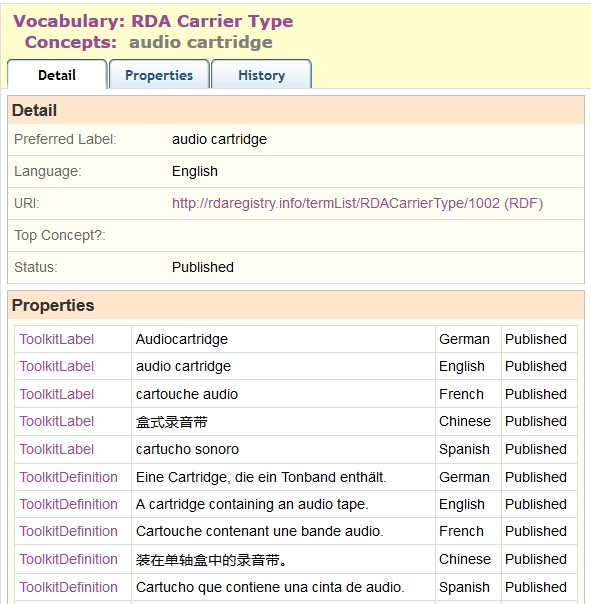 Vocabulary: RDA Carrier Type
Concepts: audio cartridge
Detail Properties History
Detail
Preferred Label: audio cartridge
Language: English
URI: http://rdaregistry.info/termList/RDACarrierType/1002 (RDF)
Top Concept?:
Status: Published
Properties
ToolkitLabel Audiocartridge German Published
ToolkitLabel audio cartridge English Published
ToolkitLabel cartouche audio French Published
ToolkitLabel 盒式录音带 Chinese Published
ToolkitLabel cartucho sonoro Spanish Published
ToolkitDefinition Eine Cartridge, die ein Tonband enthält. German Published
ToolkitDefinition A cartridge containing an audio tape. English Published
ToolkitDefinition Cartouche contenant une bande audio. French Published
ToolkitDefinition 装在单轴盒中的录音带。 Chinese Published
ToolkitDefinition Cartucho que contiene una cinta de audio. Spanish Published